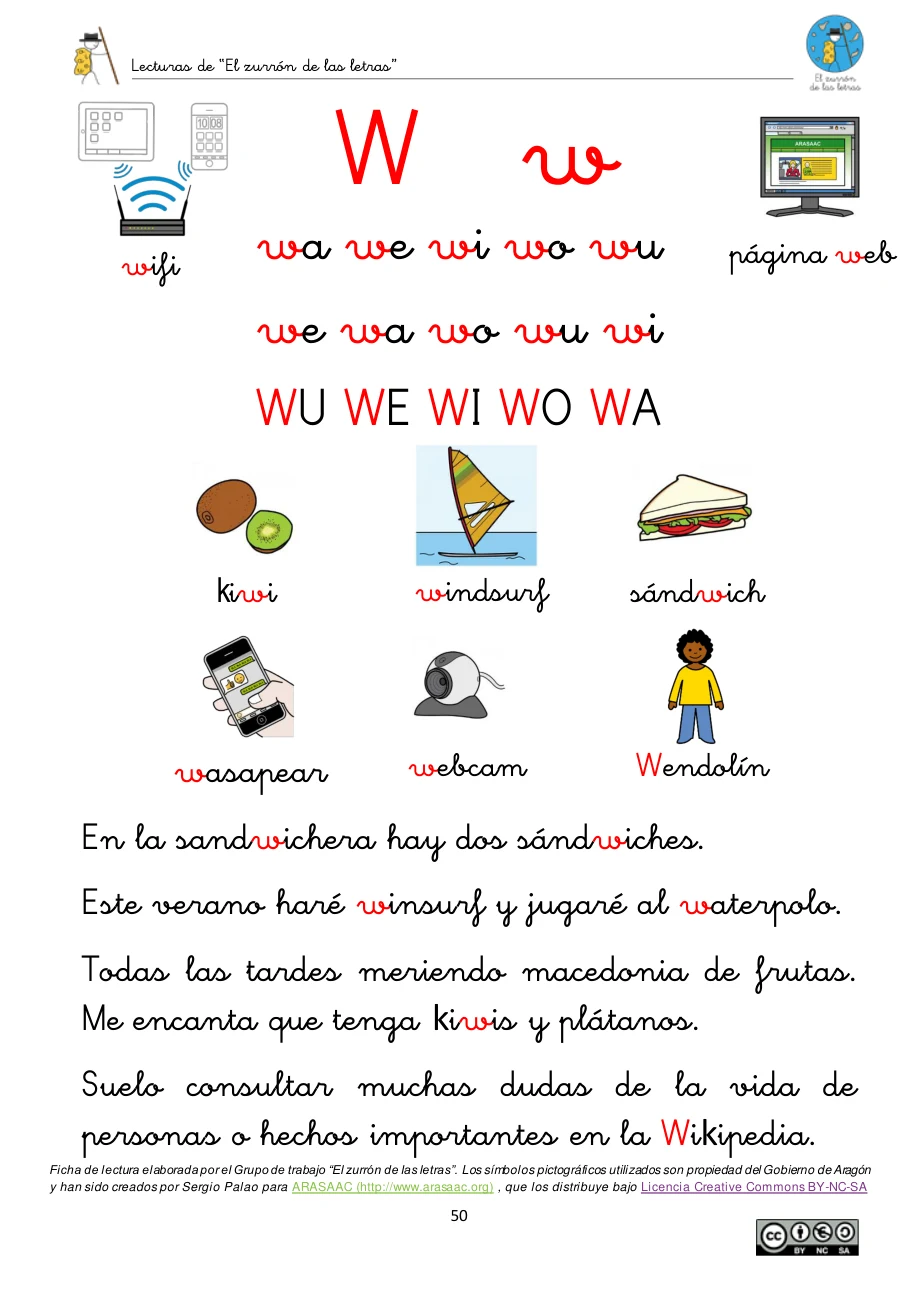 Lecturas de "El zurrón de las letras"
El zurrón
de las letras
10 08
W w
ARASAAC
wifi
página web
wa we wi wo wu
we wa wo wu wi
WU WE WI WO WA
kiwi windsurf sándwich
wasapear webcam Wendolín
En la sandwichera hay dos sándwiches.
Este verano haré winsurf y jugaré al waterpolo.
Todas las tardes meriendo macedonia de frutas.
Me encanta que tenga kiwis y plátanos.
Suelo consultar muchas dudas de la vida de
personas o hechos importantes en la Wikipedia.
Ficha de lectura elaborada por el Grupo de trabajo "El zurrón de las letras". Los símbolos pictográficos utilizados son propiedad del Gobierno de Aragón
y han sido creados por Sergio Palao para ARASAAC (http://www.arasaac.org) , que los distribuye bajo Licencia Creative Commons BY-NC-SA
50
cc BY NC SA